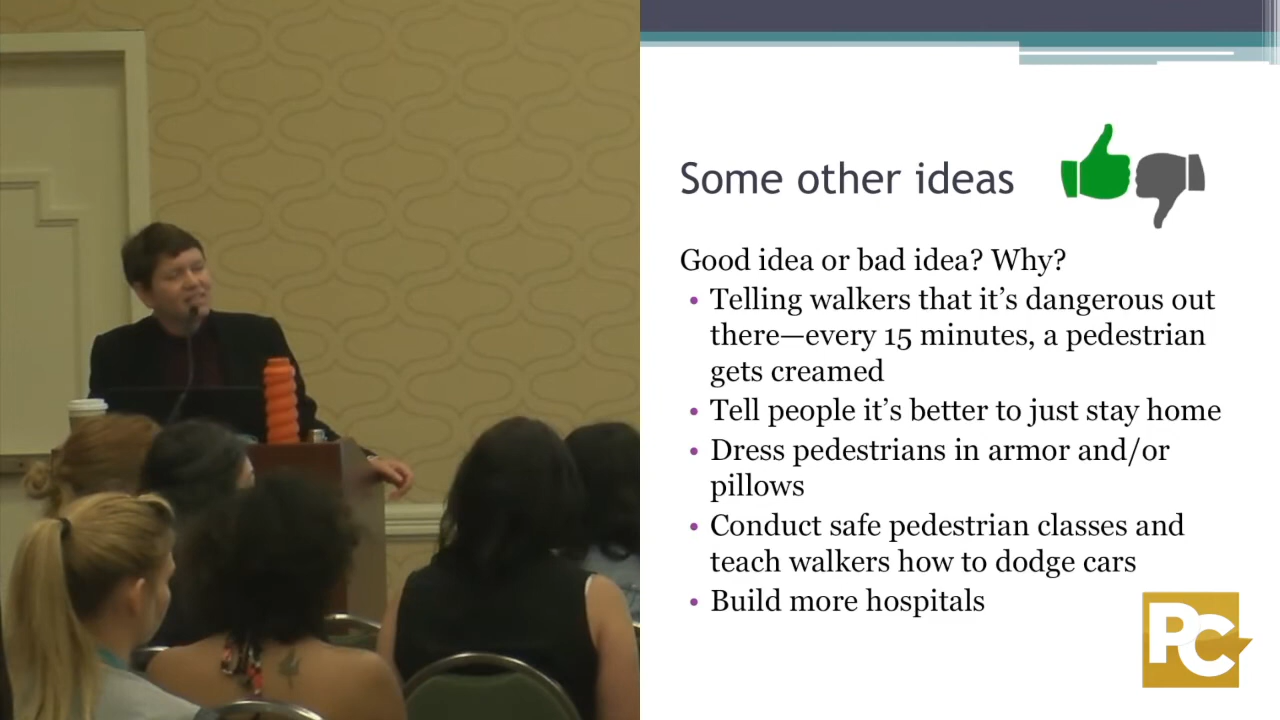 Some other ideas
Good idea or bad idea? Why?
• Telling walkers that it’s dangerous out
there—every 15 minutes, a pedestrian
gets creamed
• Tell people it’s better to just stay home
• Dress pedestrians in armor and/or
pillows
• Conduct safe pedestrian classes and
teach walkers how to dodge cars
• Build more hospitals
PC